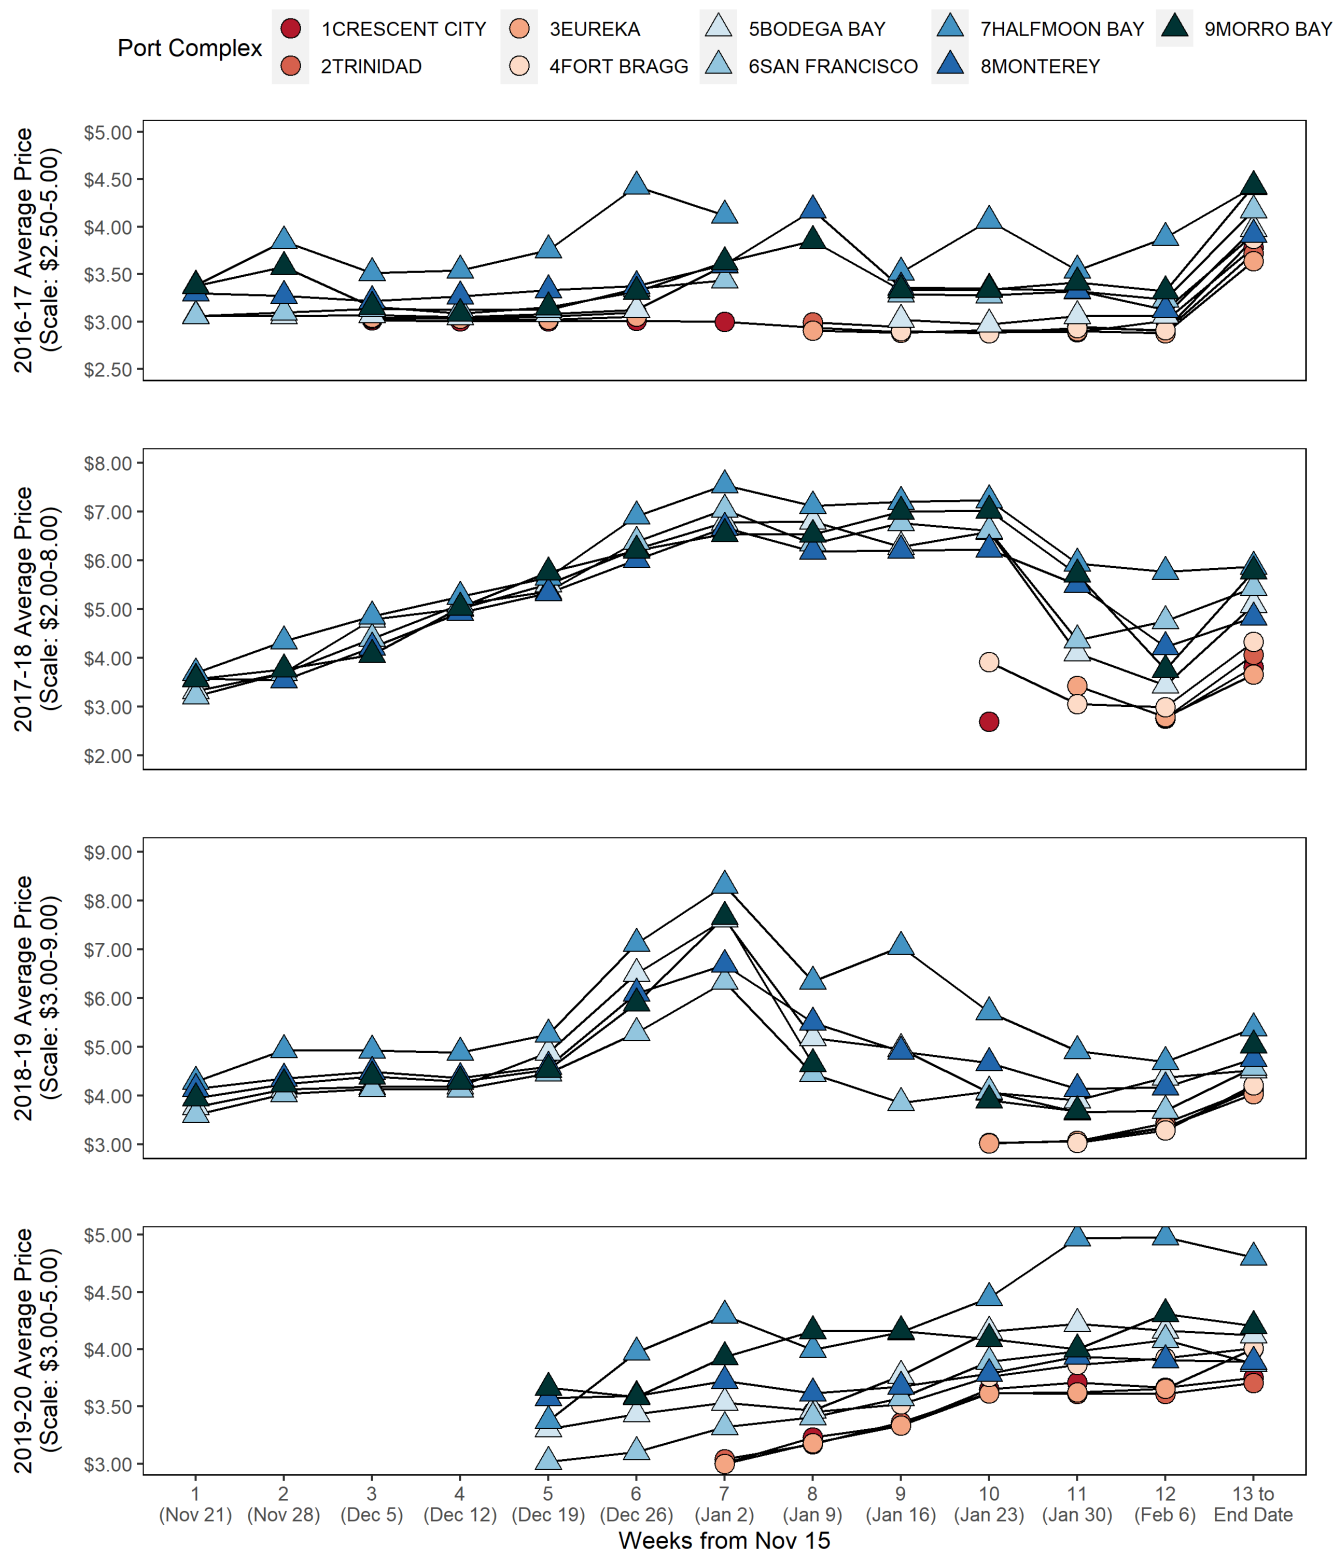 Port Complex
1CRESCENT CITY
3EUREKA
5BODEGA BAY
7HALFMOON BAY
9MORRO BAY
2TRINIDAD
4FORT BRAGG
6SAN FRANCISCO
8MONTEREY
2016-17 Average Price
(Scale: $2.50-5.00)
$5.00
$4.50
$4.00
$3.50
$3.00
$2.50
2017-18 Average Price
(Scale: $2.00-8.00)
$8.00
$7.00
$6.00
$5.00
$4.00
$3.00
$2.00
2018-19 Average Price
(Scale: $3.00-9.00)
$9.00
$8.00
$7.00
$6.00
$5.00
$4.00
$3.00
2019-20 Average Price
(Scale: $3.00-5.00)
$5.00
$4.50
$4.00
$3.50
$3.00
1
(Nov 21)
2
(Nov 28)
3
(Dec 5)
4
(Dec 12)
5
(Dec 19)
6
(Dec 26)
7
(Jan 2)
8
(Jan 9)
9
(Jan 16)
10
(Jan 23)
11
(Jan 30)
12
(Feb 6)
13 to
End Date
Weeks from Nov 15